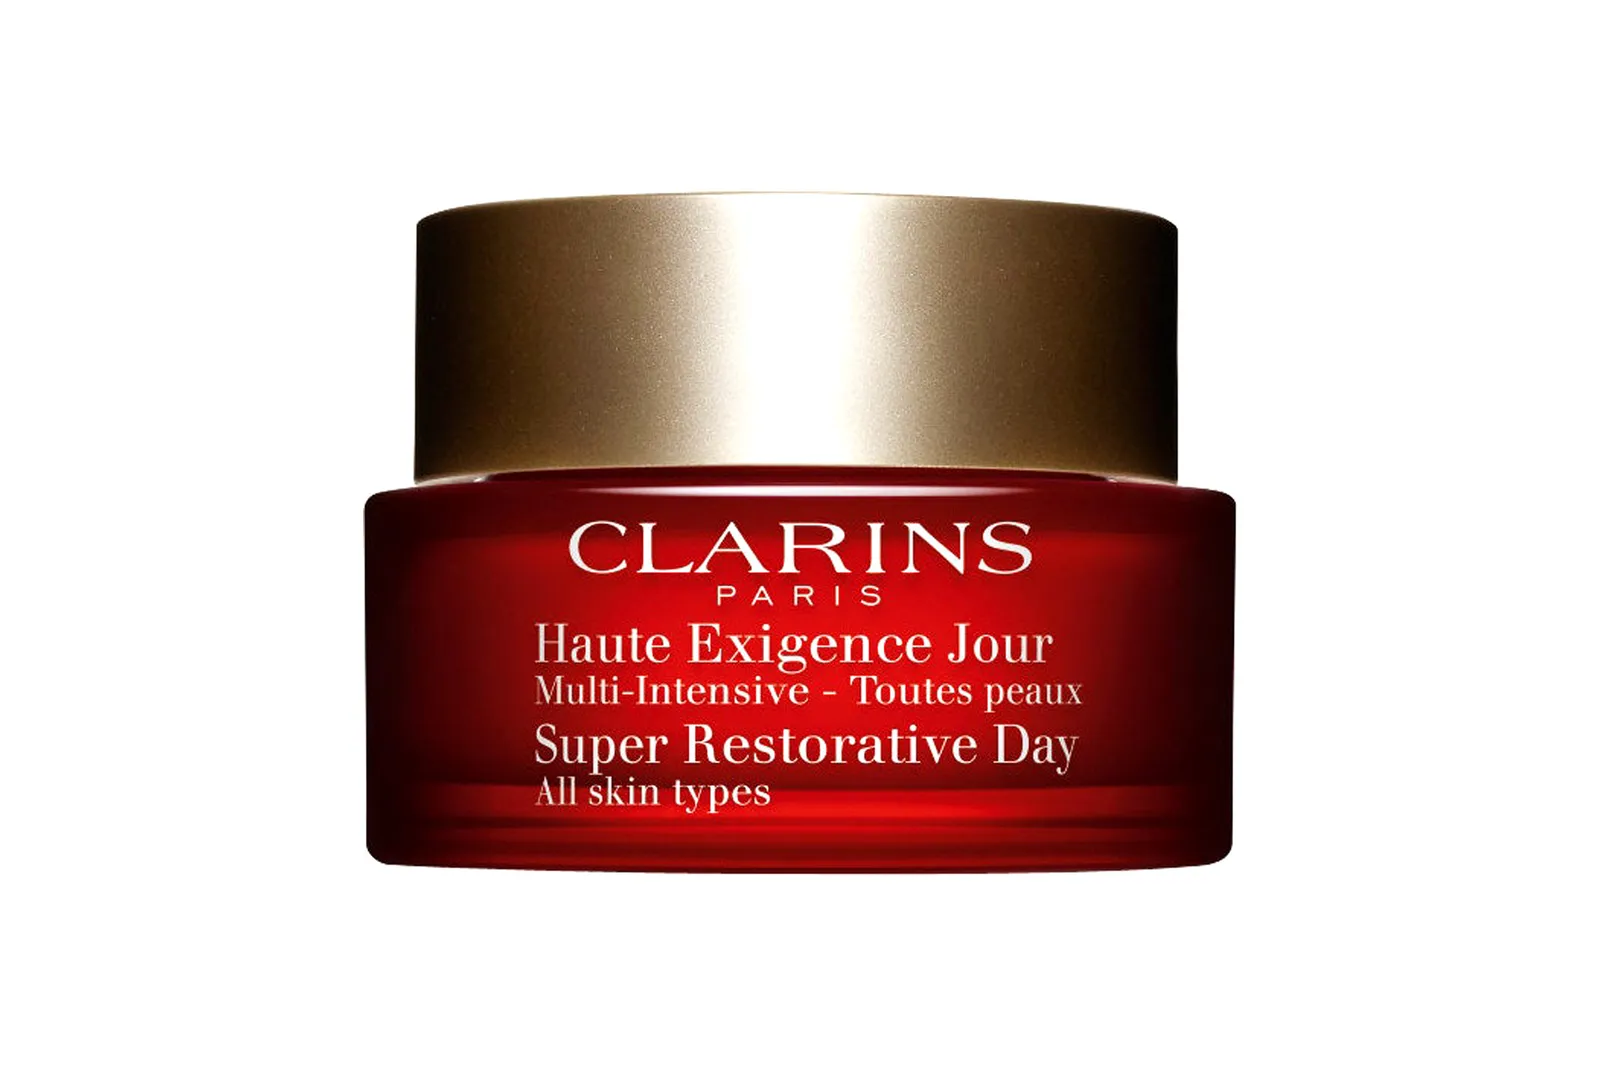 CLARINS
PARIS
Haute Exigence Jour
Multi-Intensive - Toutes peaux
Super Restorative Day
All skin types